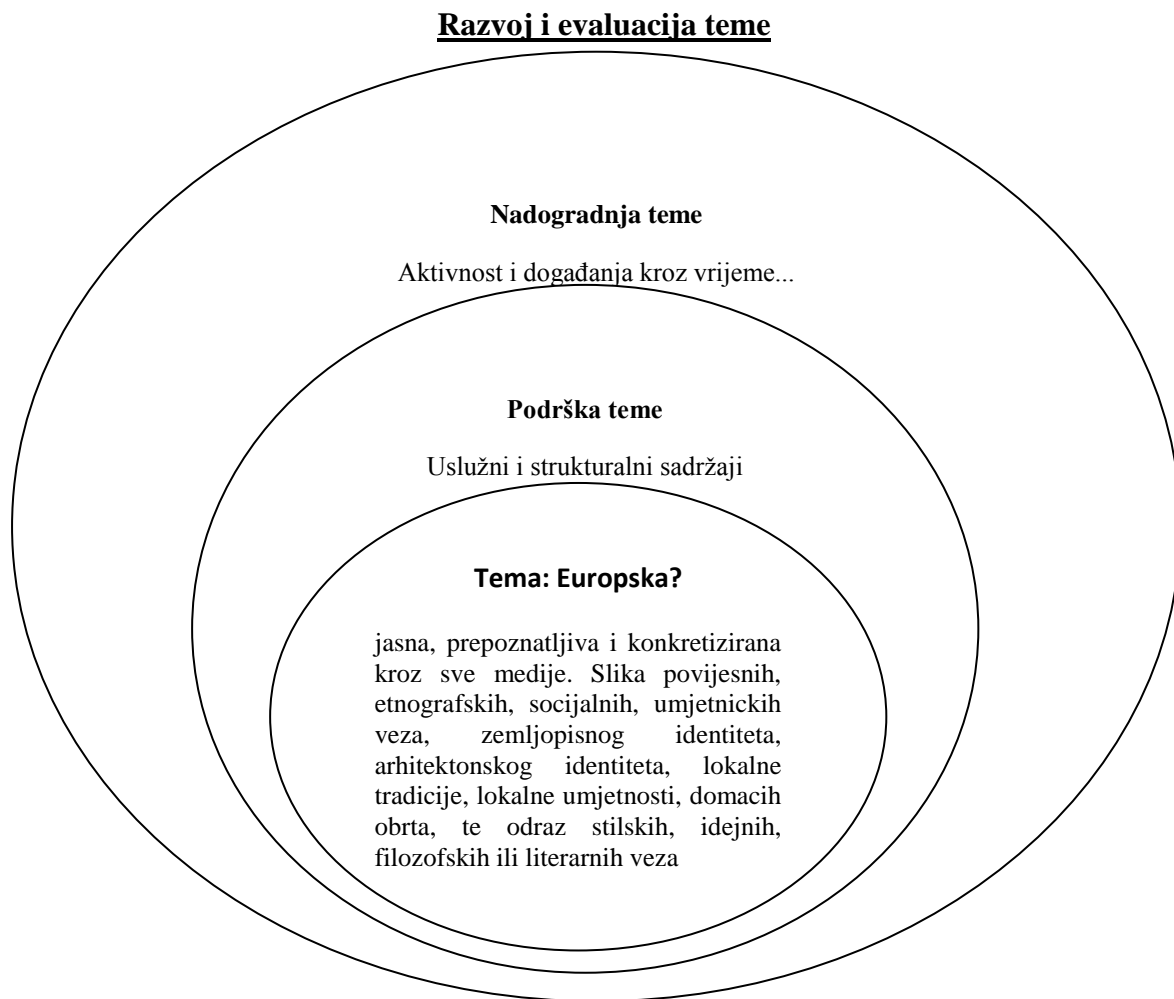 Razvoj i evaluacija teme
Nadogradnja teme
Aktivnost i događanja kroz vrijeme...
Podrška teme
Uslužni i strukturalni sadržaji
Tema: Europska?
jasna, prepoznatljiva i konkretizirana
kroz sve medije. Slika povijesnih,
etnografskih, socijalnih, umjetnickih
veza, zemljopisnog identiteta,
arhitektonskog identiteta, lokalne
tradicije, lokalne umjetnosti, domacih
obrta, te odraz stilskih, idejnih,
filozofskih ili literarnih veza